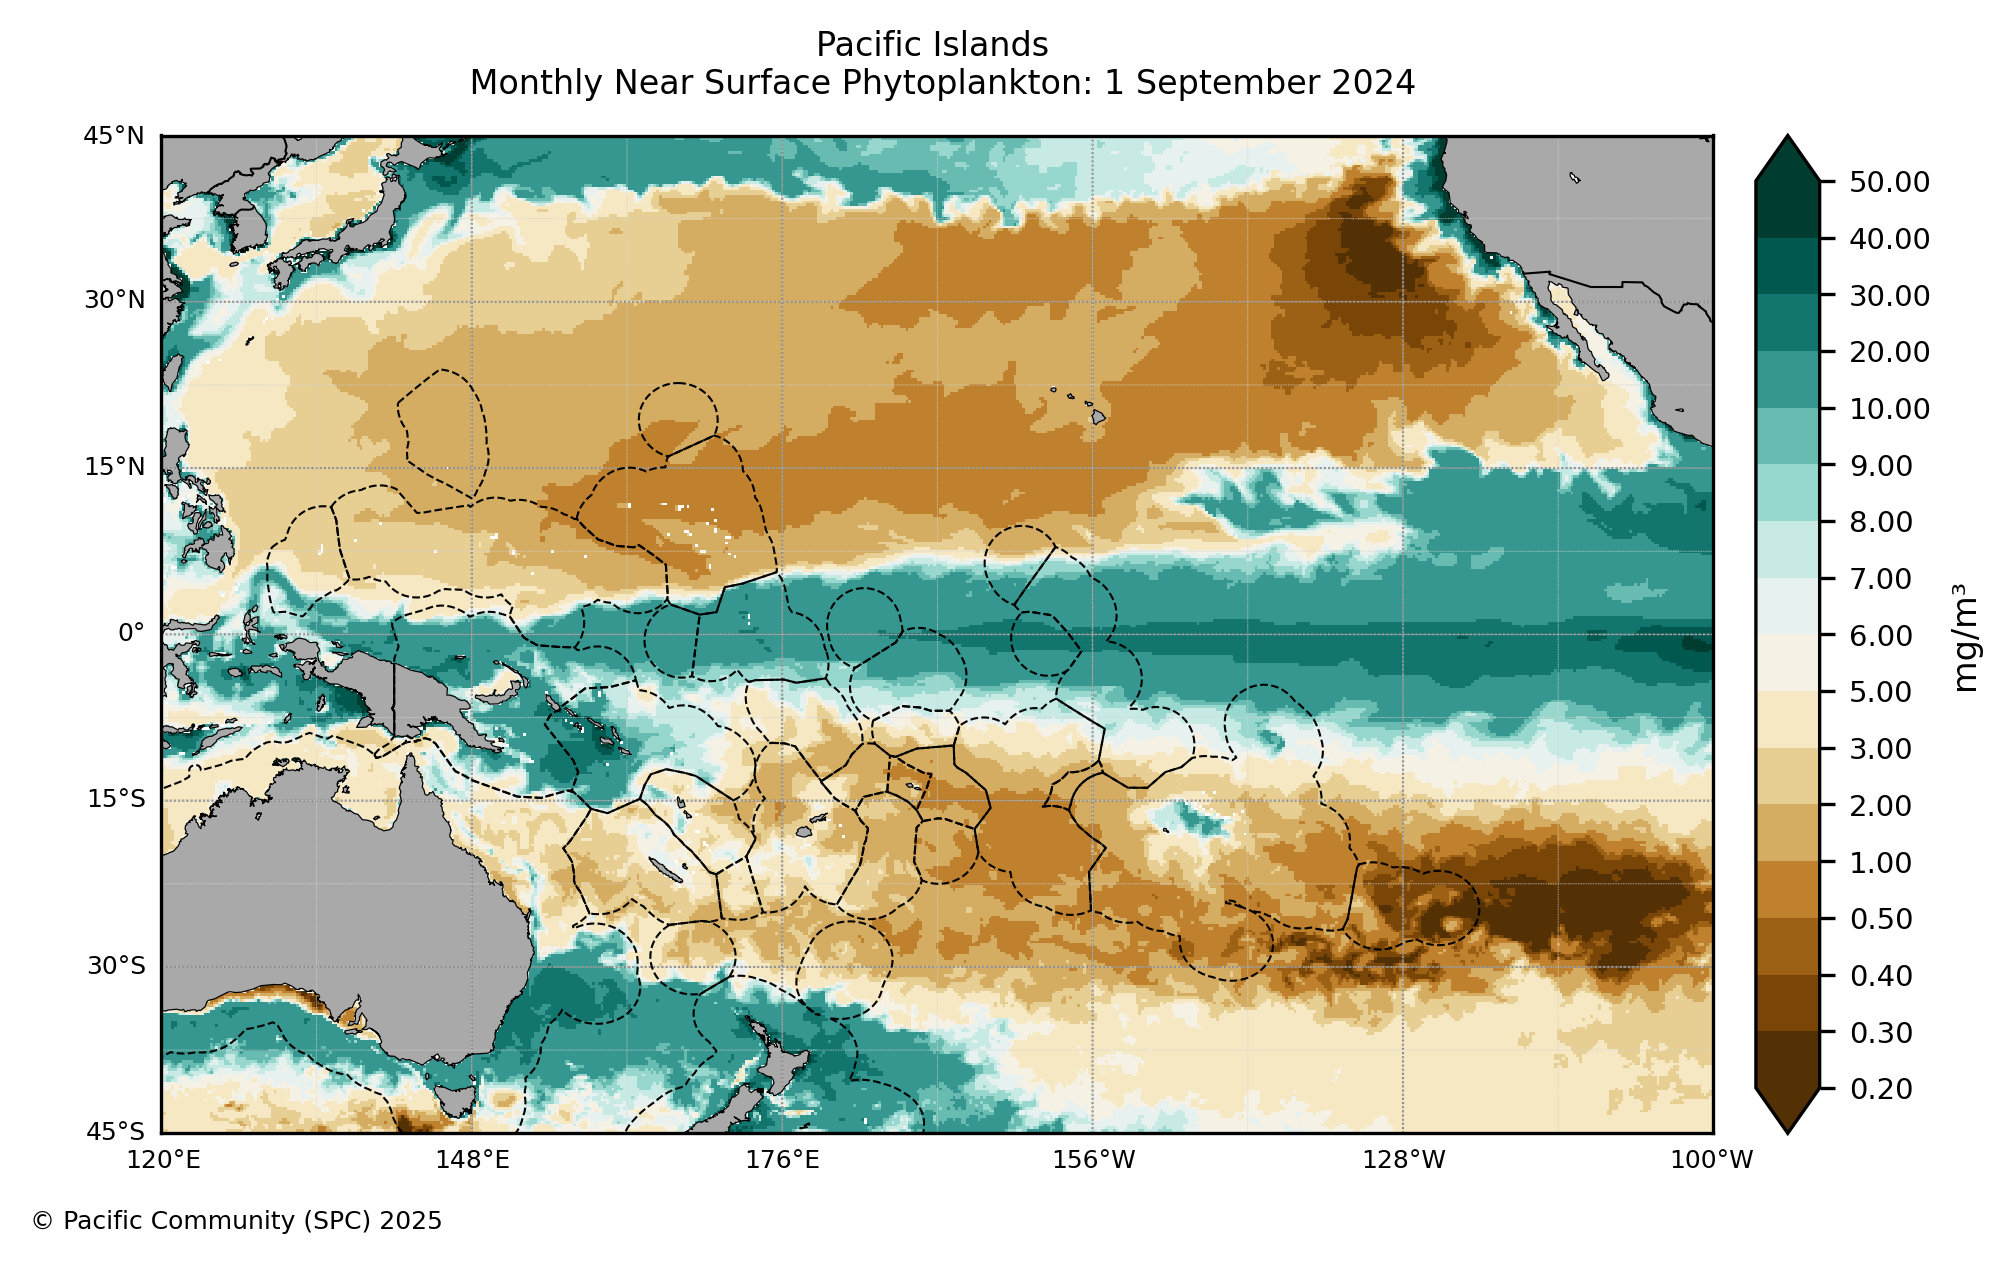 Pacific Islands
Monthly Near Surface Phytoplankton: 1 September 2024
45°N
30°N
15°N
0°
15°S
30°S
45°S
120°E
148°E
176°E
156°W
128°W
100°W
50.00
40.00
30.00
20.00
10.00
9.00
8.00
7.00
6.00
5.00
3.00
2.00
1.00
0.50
0.40
0.30
0.20
mg/m³
© Pacific Community (SPC) 2025